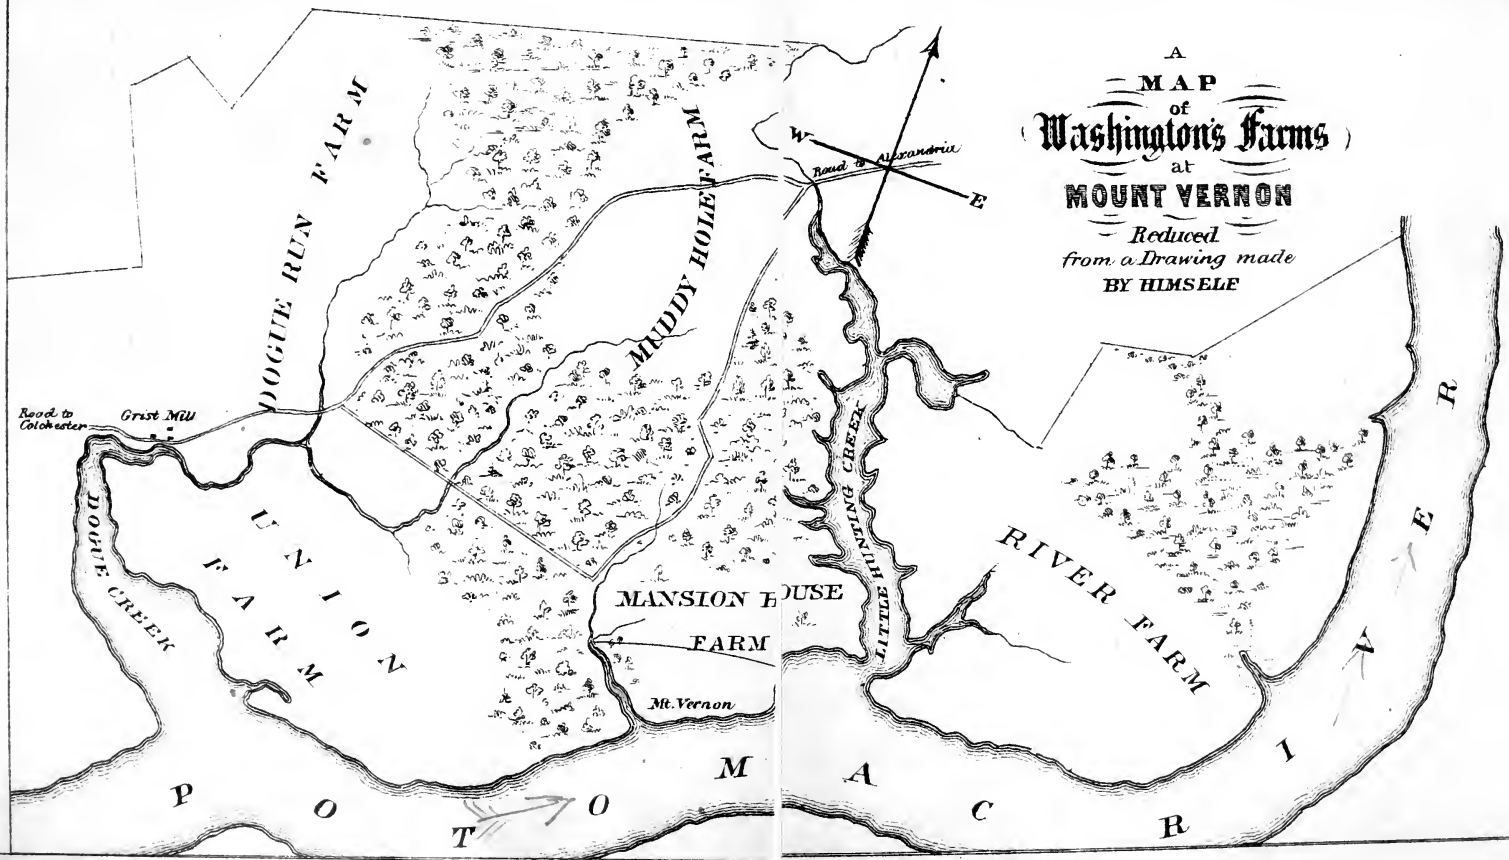 A
MAP
of
Washington's Farms
at
MOUNT VERNON
Reduced
from a Drawing made
BY HIMSELF
W
E
Road to Alexandria
DOGUE RUN FARM
MUDDY HOLE FARM
Road to
Colchester
Grist Mill
DOGUE CREEK
UNION
FARM
MANSION HOUSE
FARM
Mt. Vernon
LITTLE HUNTING CREEK
RIVER FARM
POTOMAC RIVER